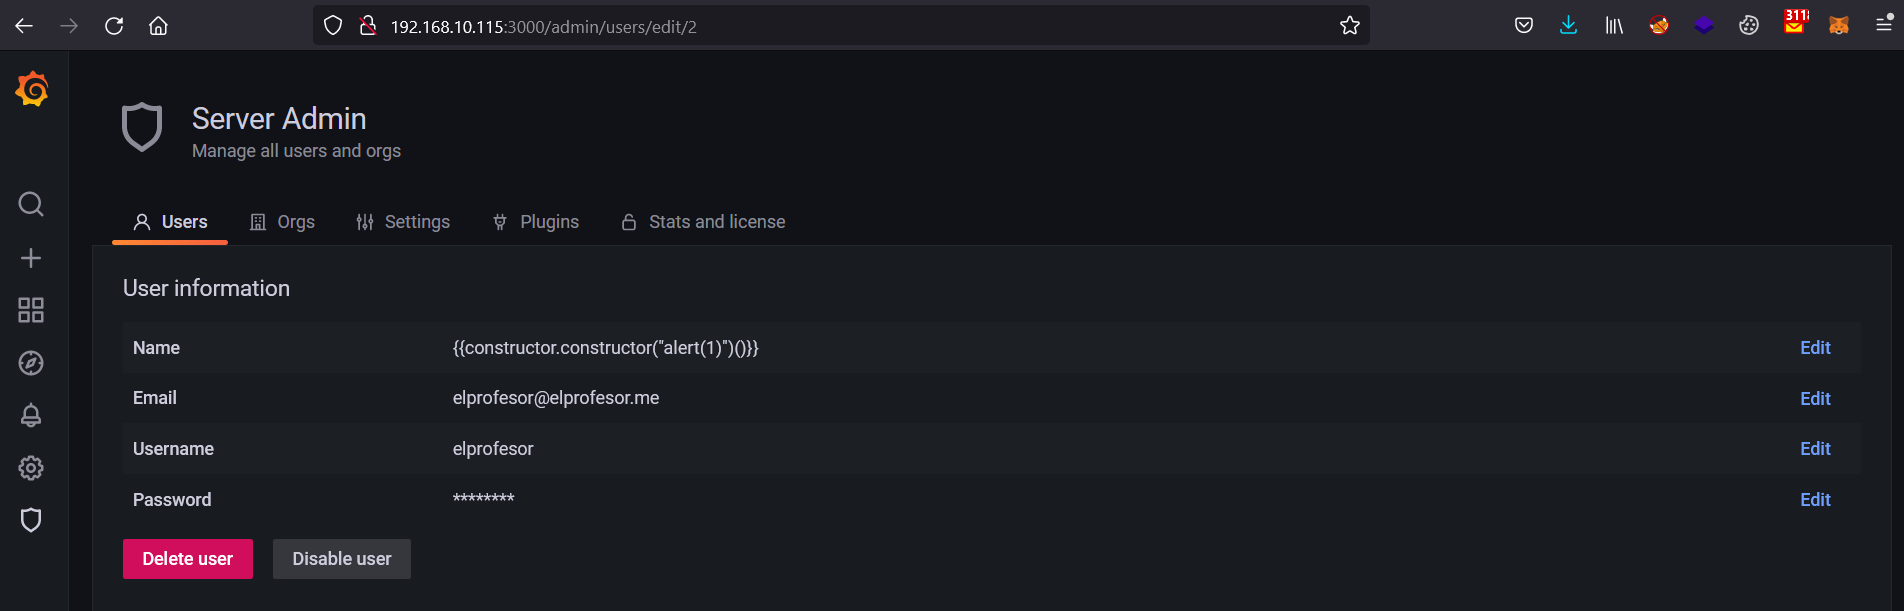 192.168.10.115:3000/admin/users/edit/2
3118
Server Admin
Manage all users and orgs
Users Orgs Settings Plugins Stats and license
User information
Name {{constructor.constructor("alert(1)")()}} Edit
Email elprofesor@elprofesor.me Edit
Username elprofesor Edit
Password ******** Edit
Delete user Disable user